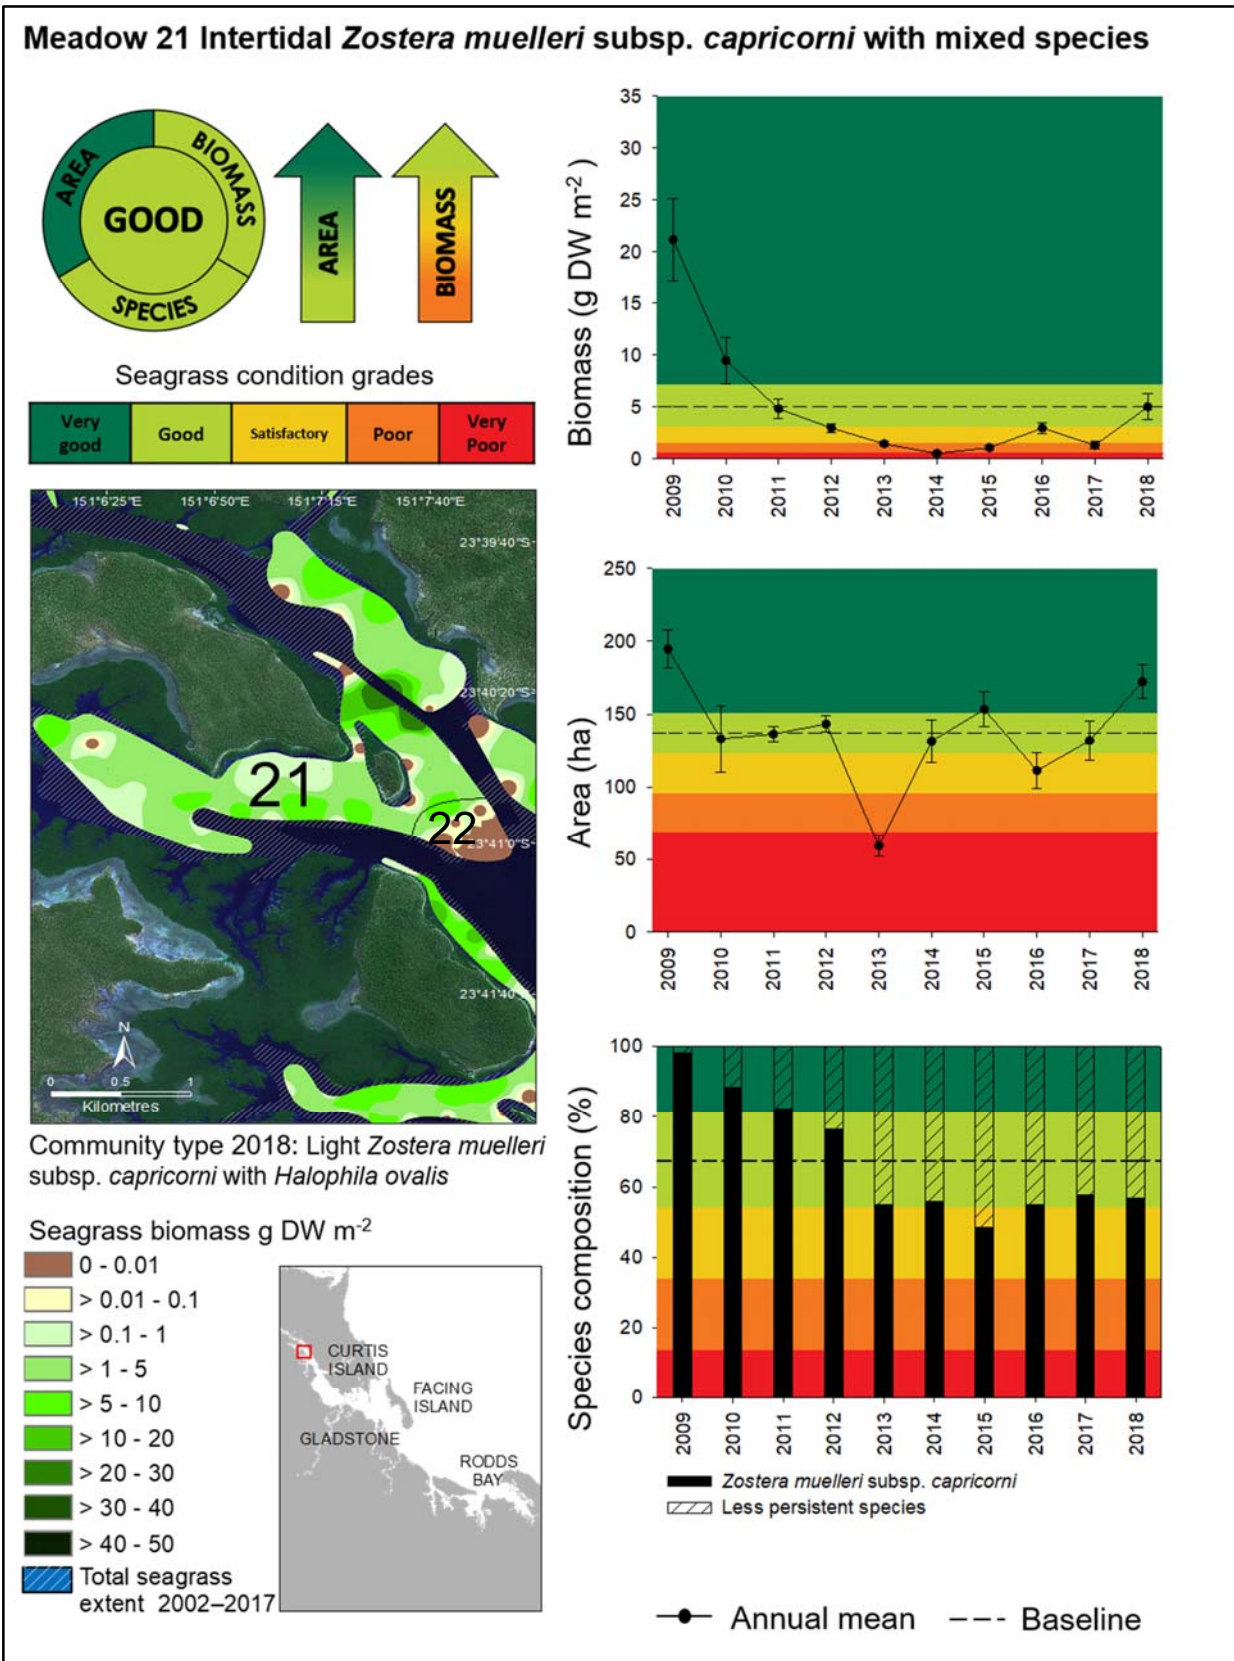 Meadow 21 Intertidal Zostera muelleri subsp. capricorni with mixed species
AREA
BIOMASS
GOOD
SPECIES
AREA
BIOMASS
Seagrass condition grades
Very good
Good
Satisfactory
Poor
Very Poor
151°6'25"E 151°6'50"E 151°7'15"E 151°7'40"E
23°39'40"S
23°40'20"S
21
22
23°41'0"S
23°41'40"S
N
0 0.5 1
Kilometres
Community type 2018: Light Zostera muelleri
subsp. capricorni with Halophila ovalis
Seagrass biomass g DW m-2
0 - 0.01
> 0.01 - 0.1
> 0.1 - 1
> 1 - 5
> 5 - 10
> 10 - 20
> 20 - 30
> 30 - 40
> 40 - 50
Total seagrass
extent 2002–2017
CURTIS
ISLAND
FACING
ISLAND
GLADSTONE
RODDS
BAY
Biomass (g DW m-2 )
35
30
25
20
15
10
5
0
2009 2010 2011 2012 2013 2014 2015 2016 2017 2018
Area (ha)
250
200
150
100
50
0
2009 2010 2011 2012 2013 2014 2015 2016 2017 2018
Species composition (%)
100
80
60
40
20
0
2009 2010 2011 2012 2013 2014 2015 2016 2017 2018
Zostera muelleri subsp. capricorni
Less persistent species
Annual mean
Baseline